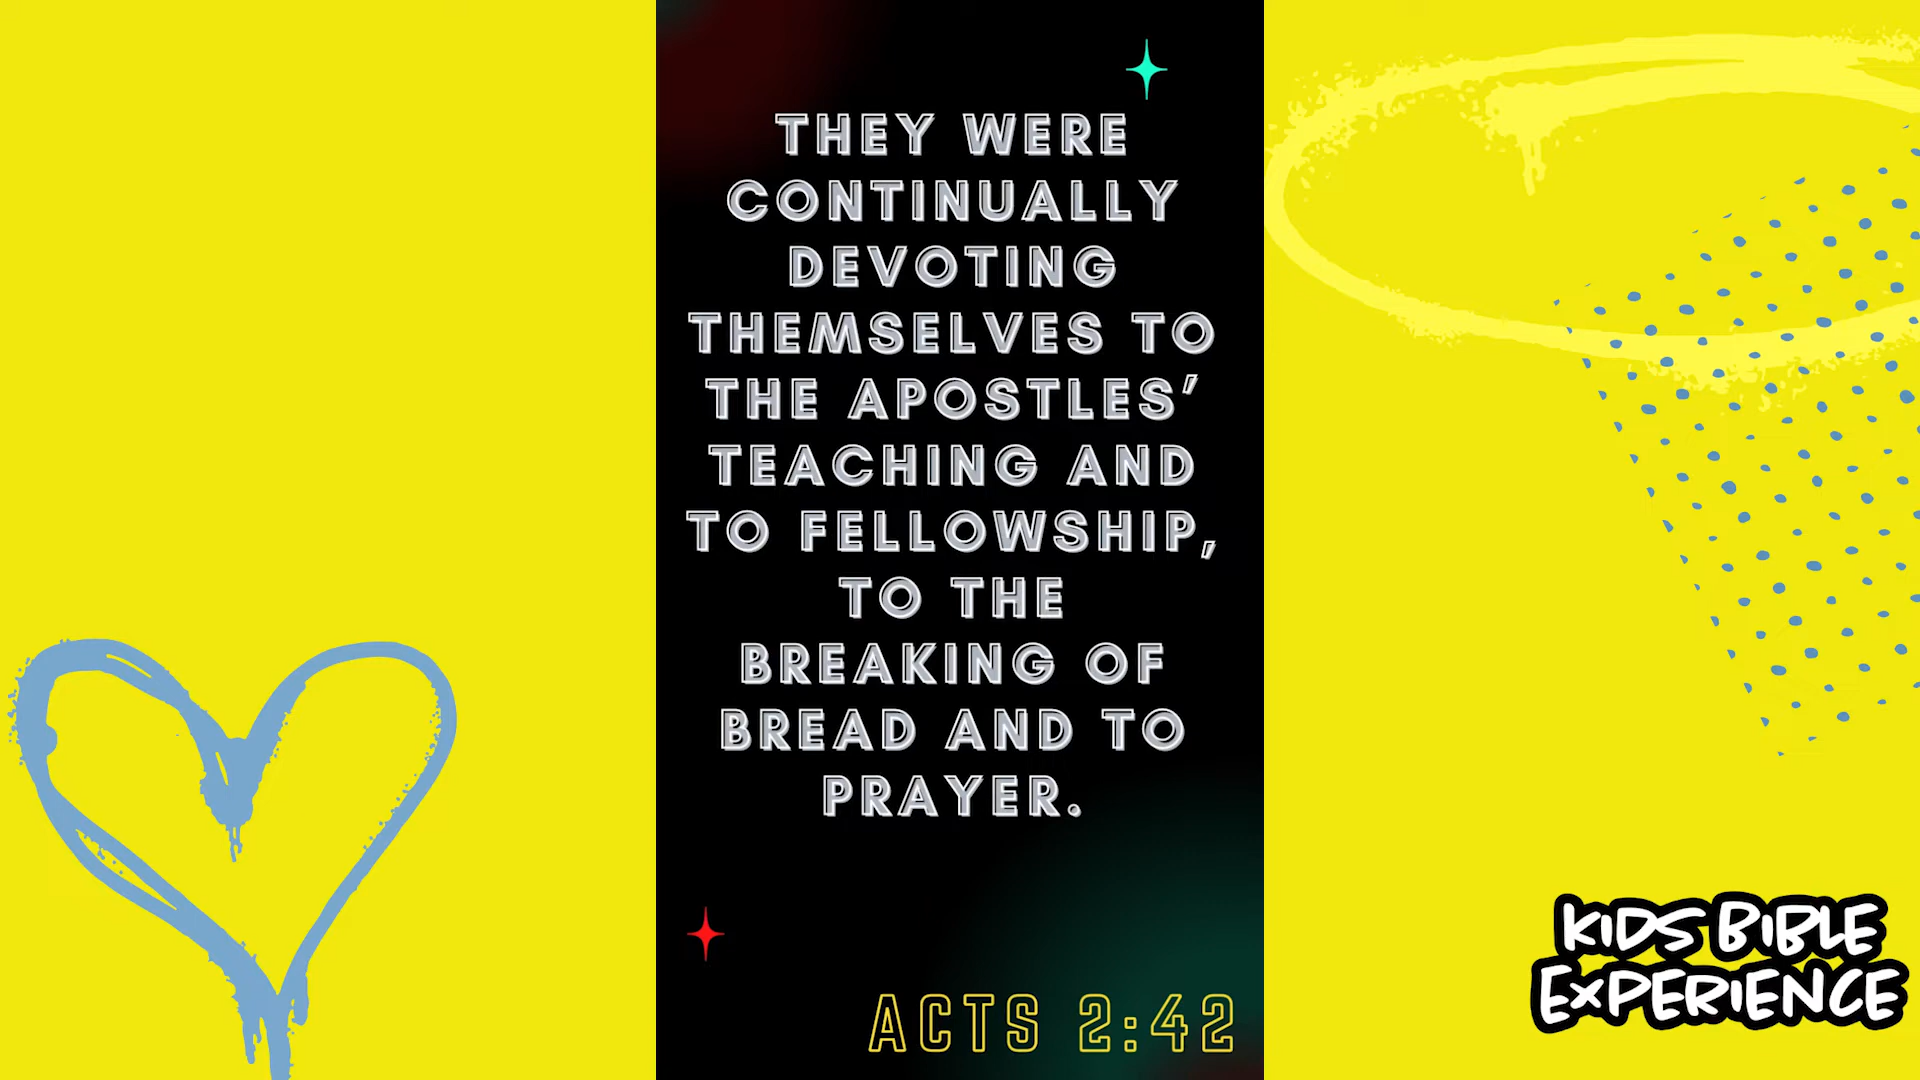 THEY WERE
CONTINUALLY
DEVOTING
THEMSELVES TO
THE APOSTLES’
TEACHING AND
TO FELLOWSHIP,
TO THE
BREAKING OF
BREAD AND TO
PRAYER.
ACTS 2:42
KIDS BIBLE
EXPERIENCE